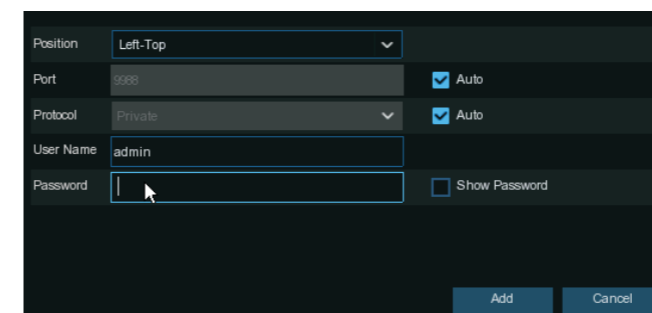 Position Left-Top
Port 9988 Auto
Protocol Private Auto
User Name admin
Password Show Password
Add Cancel